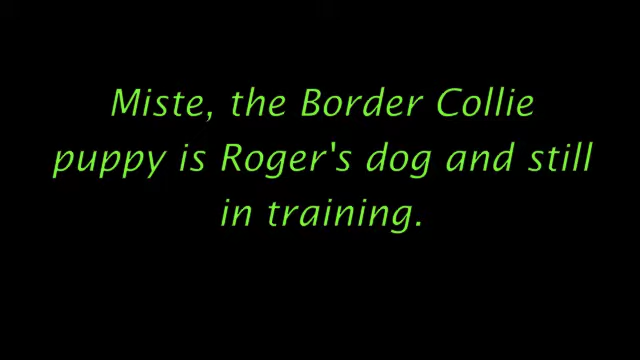 Miste, the Border Collie
puppy is Roger's dog and still
in training.